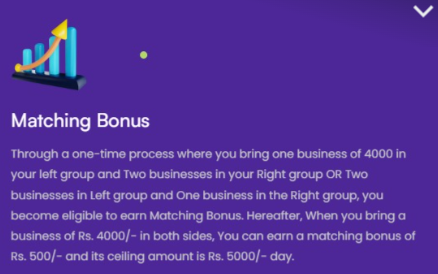 Matching Bonus
Through a one-time process where you bring one business of 4000 in
your left group and Two businesses in your Right group OR Two
businesses in Left group and One business in the Right group, you
become eligible to earn Matching Bonus. Hereafter, When you bring a
business of Rs. 4000/- in both sides, You can earn a matching bonus of
Rs. 500/- and its ceiling amount is Rs. 5000/- day.